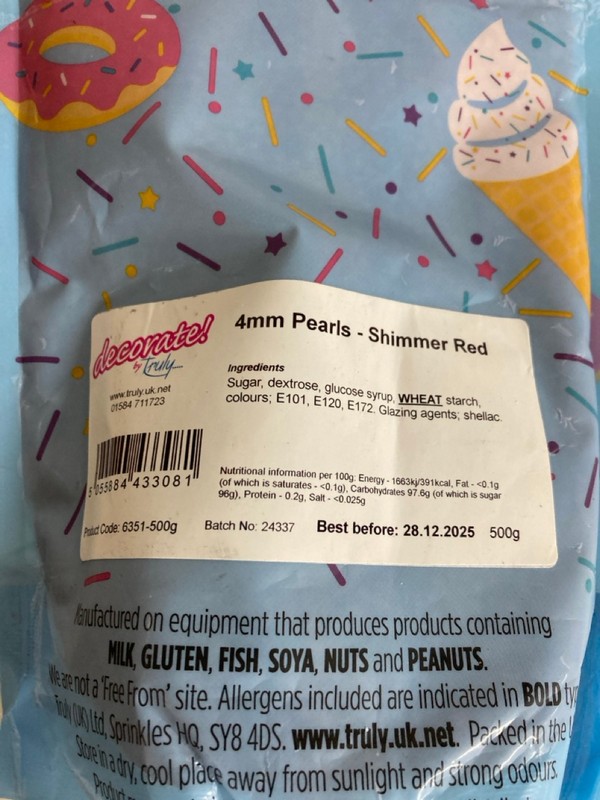 4mm Pearls - Shimmer Red
decorate!
by Truly
www.truly.uk.net
01584 711723
Ingredients
Sugar, dextrose, glucose syrup, WHEAT starch,
colours; E101, E120, E172. Glazing agents; shellac.
5 055884 433081
Nutritional information per 100g: Energy - 1663kj/391kcal, Fat - <0.1g
(of which is saturates - <0.1g), Carbohydrates 97.6g (of which is sugar
96g), Protein - 0.2g, Salt - <0.025g
Product Code: 6351-500g Batch No: 24337 Best before: 28.12.2025 500g
Manufactured on equipment that produces products containing
MILK, GLUTEN, FISH, SOYA, NUTS and PEANUTS.
We are not a 'Free From' site. Allergens included are indicated in BOLD
Truly (UK) Ltd, Sprinkles HQ, SY8 4DS. www.truly.uk.net. Packed in the
Store in a dry, cool place away from sunlight and strong odours.